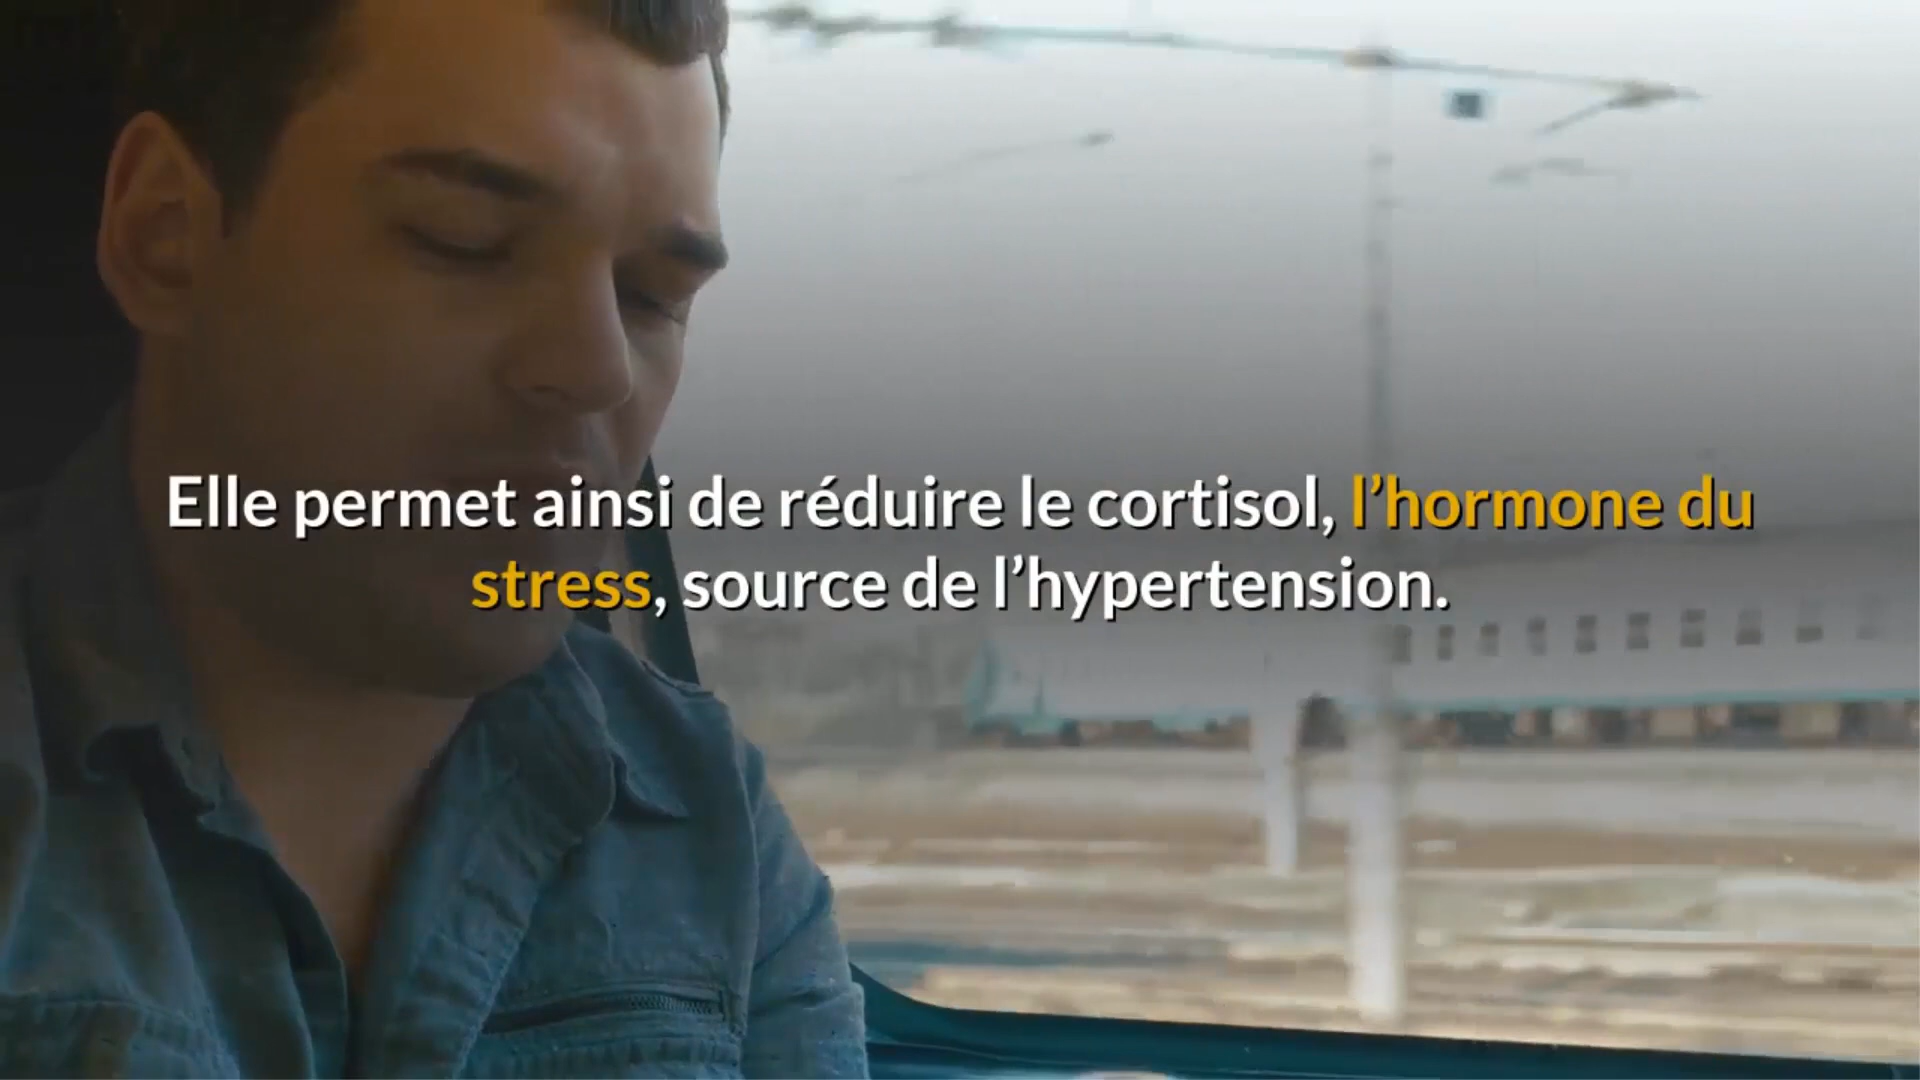 Elle permet ainsi de réduire le cortisol, l’hormone du
stress, source de l’hypertension.